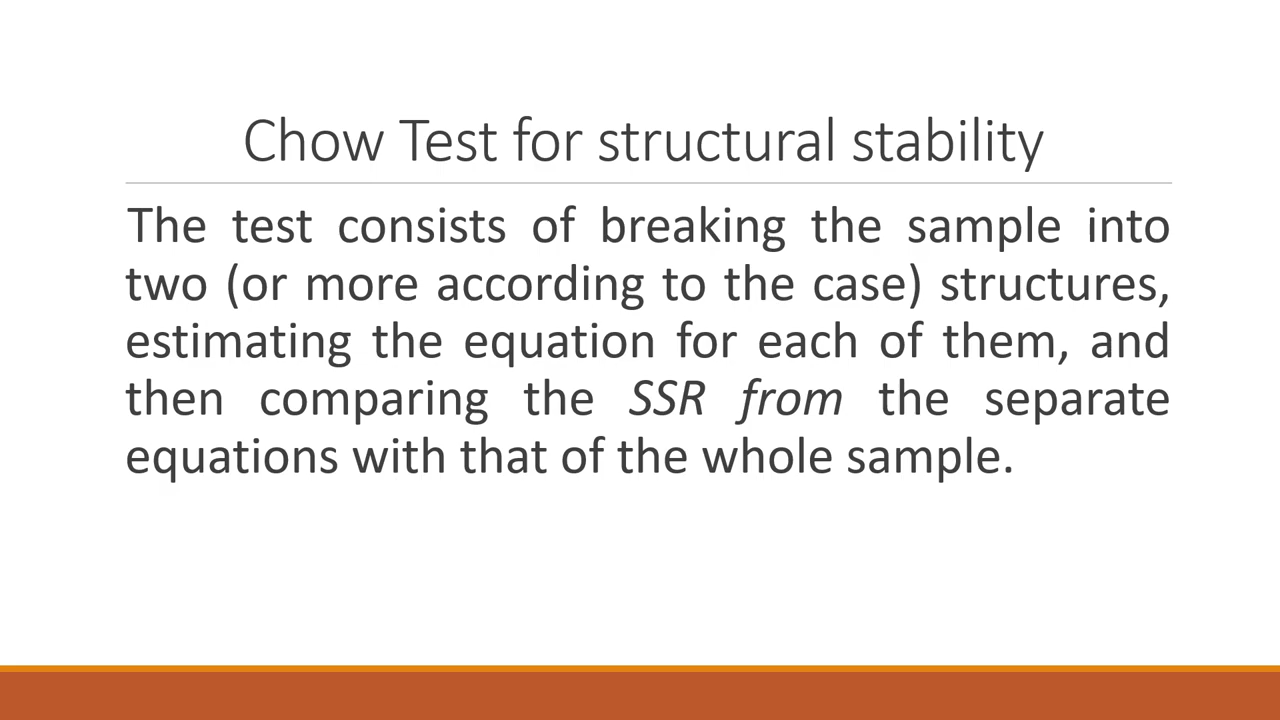 Chow Test for structural stability
The test consists of breaking the sample into
two (or more according to the case) structures,
estimating the equation for each of them, and
then comparing the SSR from the separate
equations with that of the whole sample.